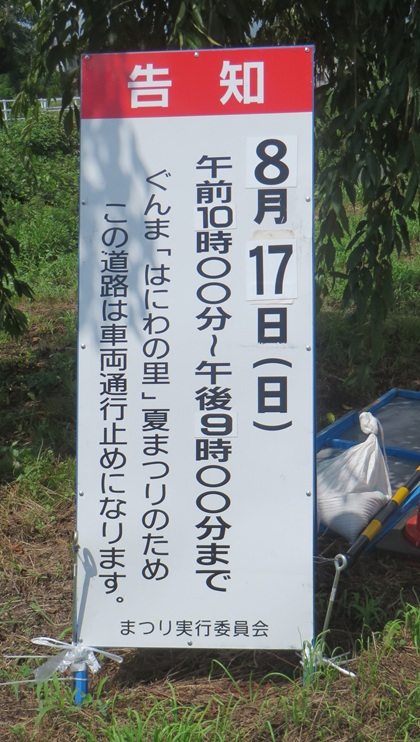 告知
8月17日(日)
午前10時00分～午後9時00分まで
ぐんま「はにわの里」夏まつりのため
この道路は車両通行止めになります。
まつり実行委員会